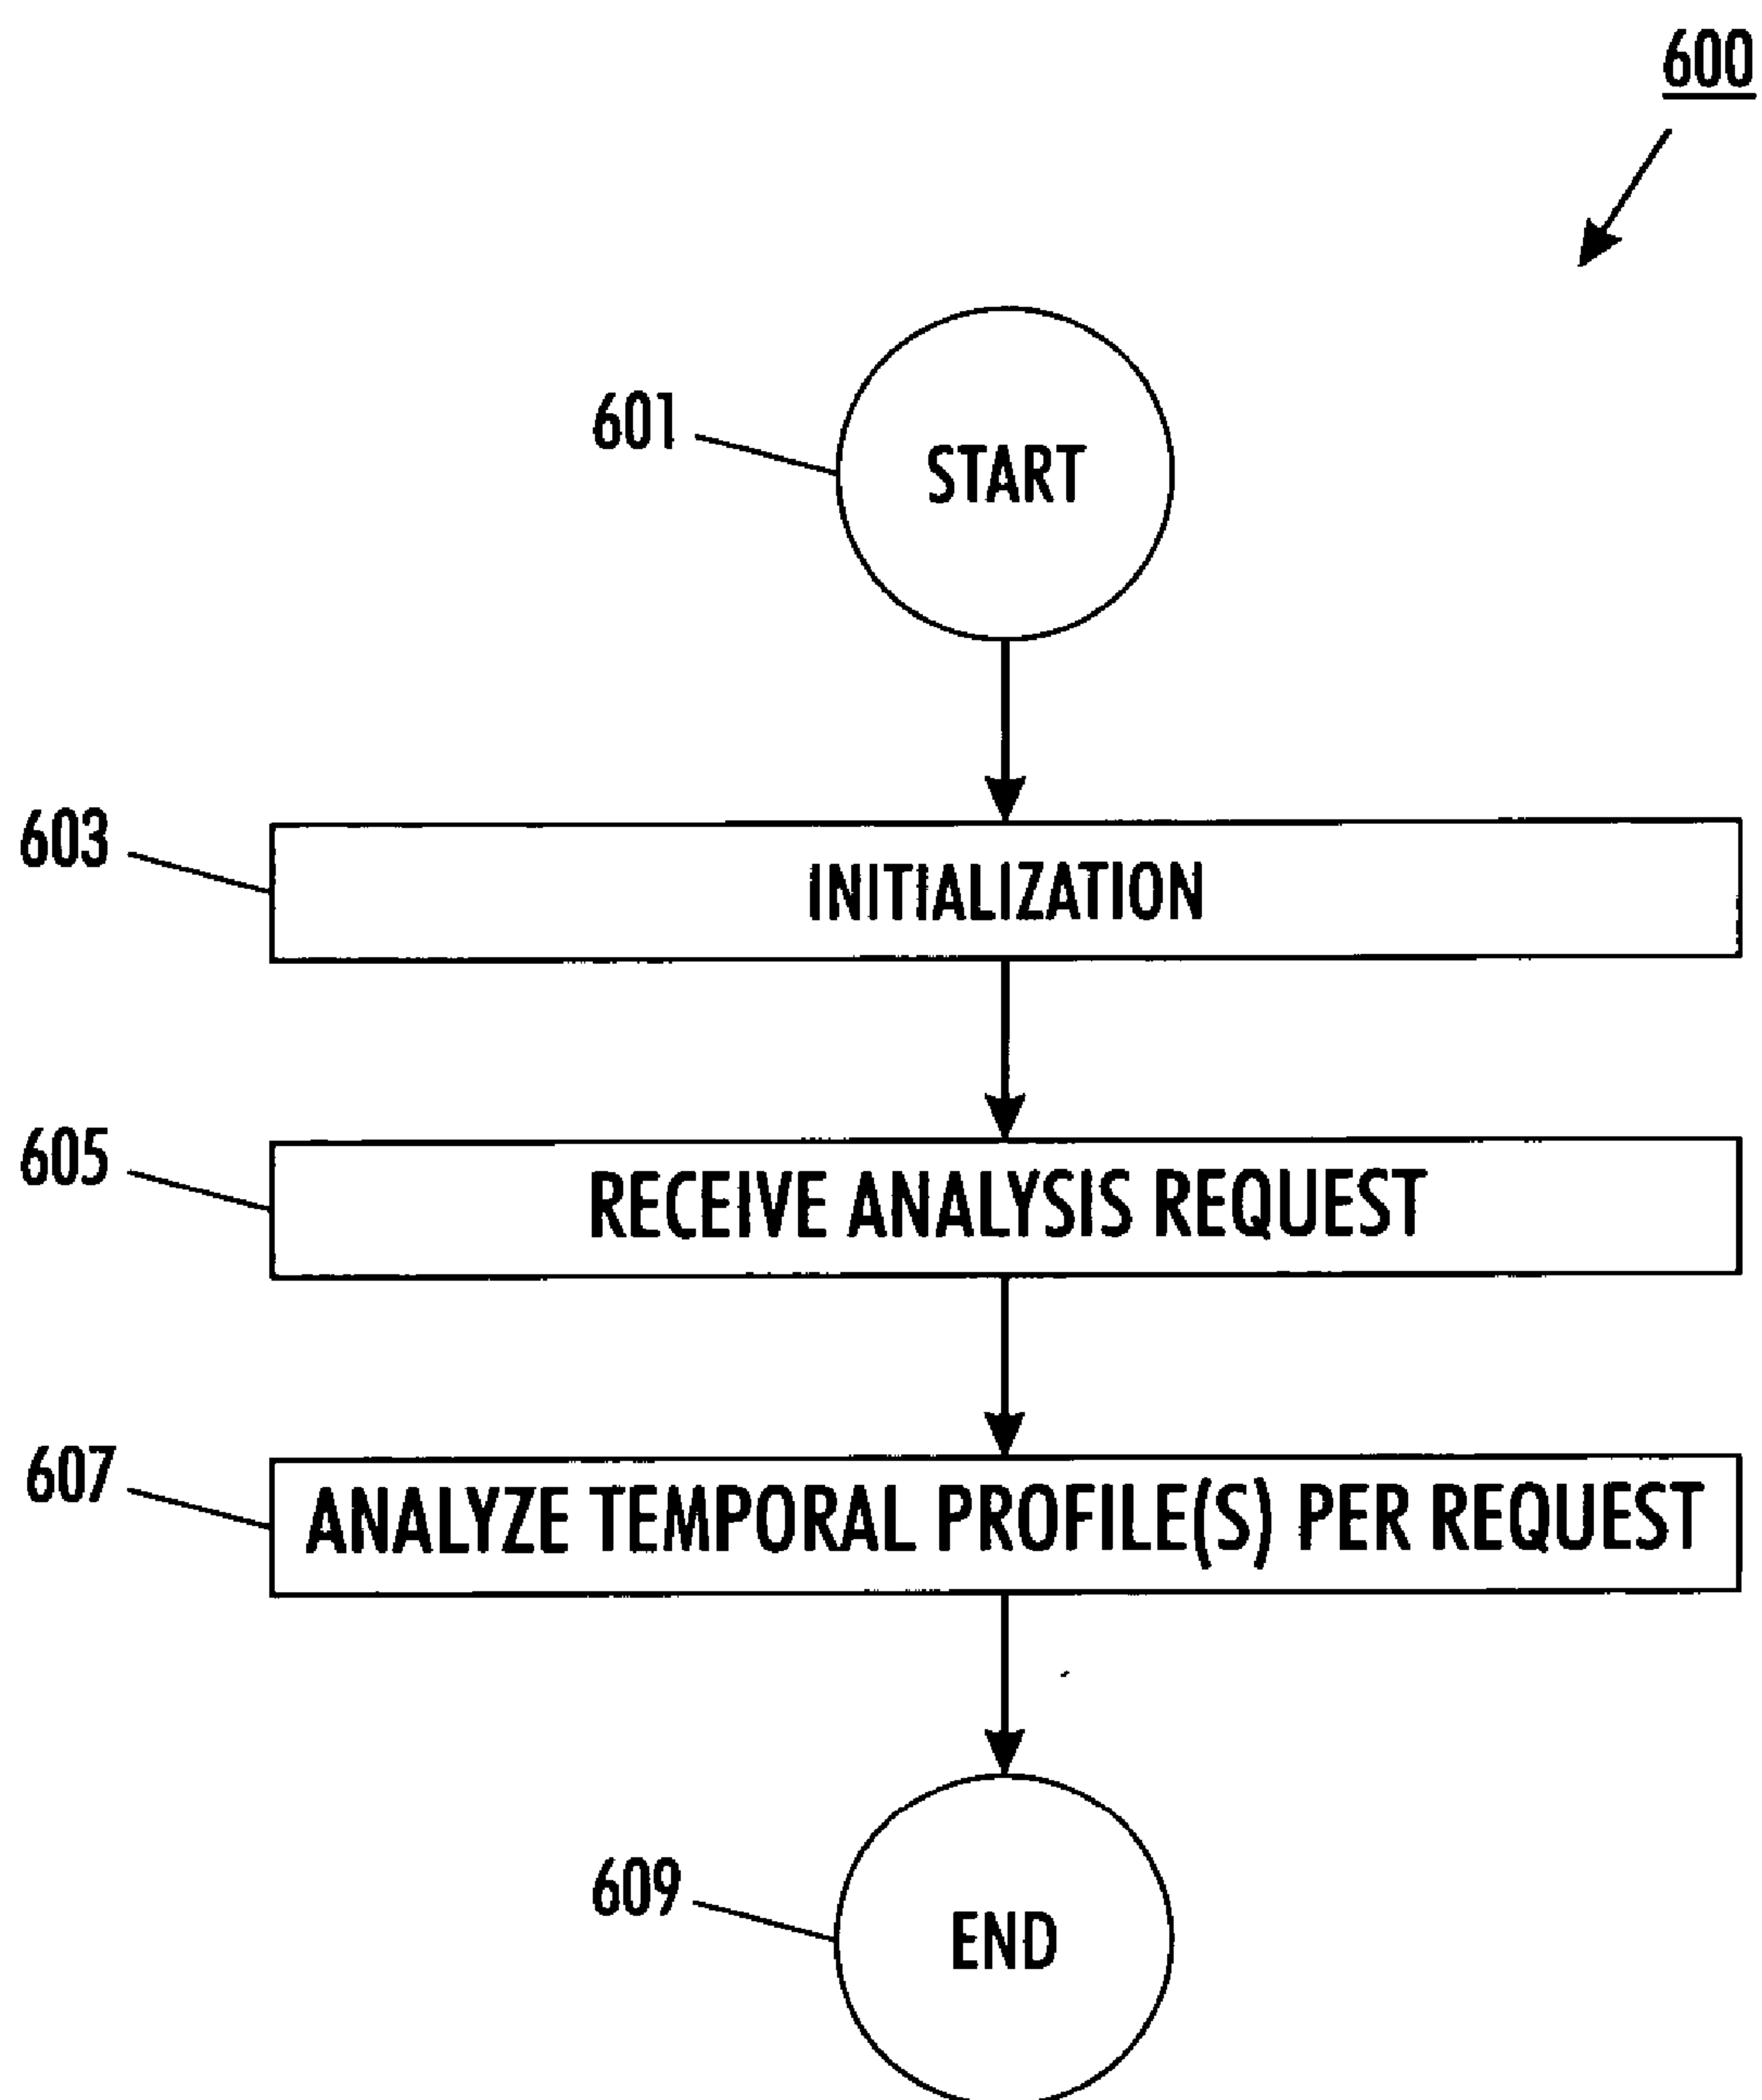 600
601
START
603
INITIALIZATION
605
RECEIVE ANALYSIS REQUEST
607
ANALYZE TEMPORAL PROFILE(S) PER REQUEST
609
END